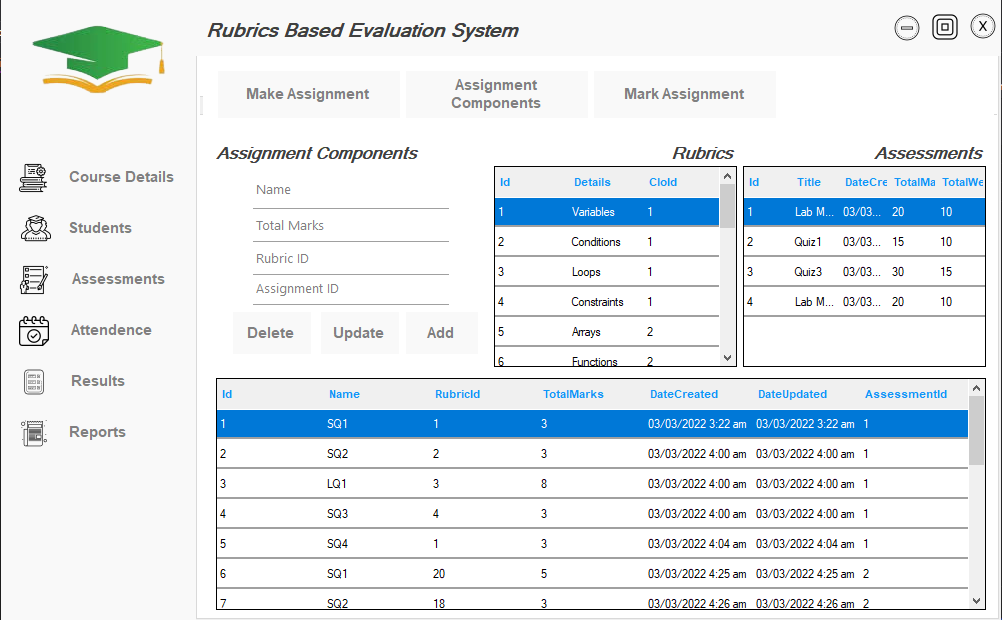 Rubrics Based Evaluation System
X
Make Assignment
Assignment
Components
Mark Assignment
Course Details
Students
Assessments
Attendence
Results
Reports
Assignment Components
Name
Total Marks
Rubric ID
Assignment ID
Delete Update Add
Rubrics
Id Details CloId
1 Variables 1
2 Conditions 1
3 Loops 1
4 Constraints 1
5 Arrays 2
6 Functions 2
Assessments
Id Title DateCre TotalMa TotalWe
1 Lab M... 03/03... 20 10
2 Quiz1 03/03... 15 10
3 Quiz3 03/03... 30 15
4 Lab M... 03/03... 20 10
Id Name RubricId TotalMarks DateCreated DateUpdated AssessmentId
1 SQ1 1 3 03/03/2022 3:22 am 03/03/2022 3:22 am 1
2 SQ2 2 3 03/03/2022 4:00 am 03/03/2022 4:00 am 1
3 LQ1 3 8 03/03/2022 4:00 am 03/03/2022 4:00 am 1
4 SQ3 4 3 03/03/2022 4:00 am 03/03/2022 4:00 am 1
5 SQ4 1 3 03/03/2022 4:04 am 03/03/2022 4:04 am 1
6 SQ1 20 5 03/03/2022 4:25 am 03/03/2022 4:25 am 2
7 SQ2 18 3 03/03/2022 4:26 am 03/03/2022 4:26 am 2